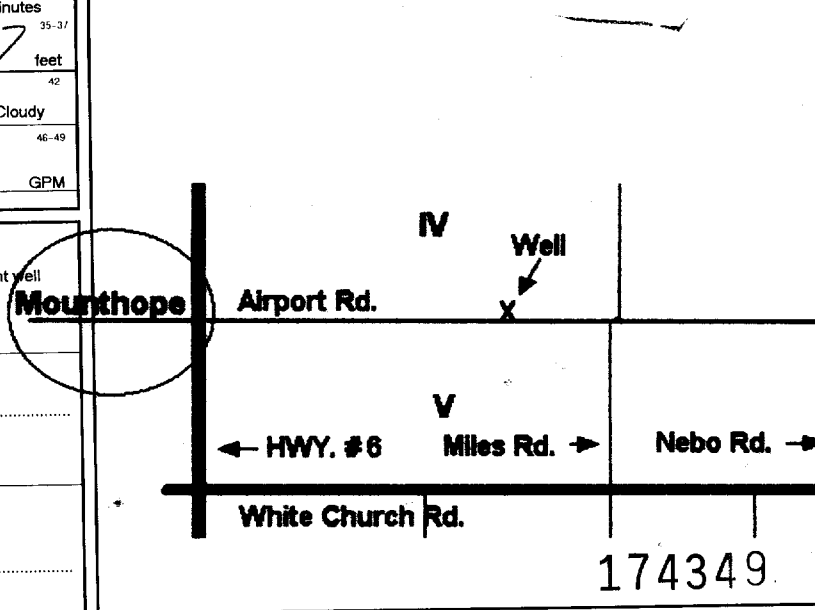 35-37
feet
42
Cloudy
46-49
GPM
IV
Well
well
Mounthope
Airport Rd.
X
V
HWY. #6
Miles Rd.
Nebo Rd.
White Church Rd.
174349